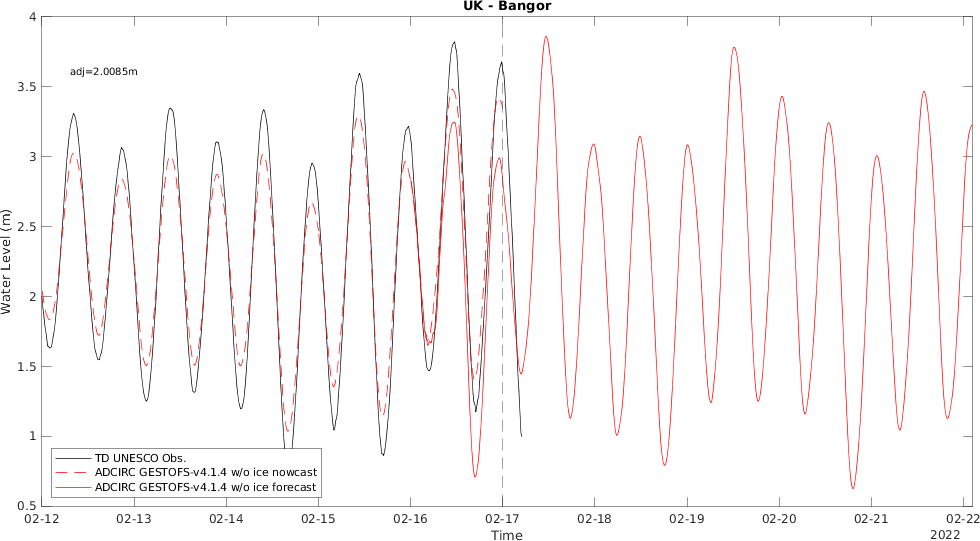 UK - Bangor
4
adj=2.0085m
3.5
3
2.5
Water Level (m)
2
1.5
1
0.5
TD UNESCO Obs.
ADCIRC GESTOFS-v4.1.4 w/o ice nowcast
ADCIRC GESTOFS-v4.1.4 w/o ice forecast
02-12 02-13 02-14 02-15 02-16 02-17 02-18 02-19 02-20 02-21 02-22
Time
2022